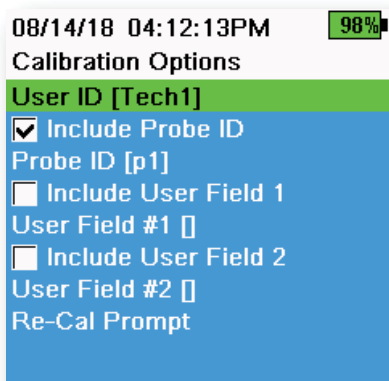 08/14/18 04:12:13PM 98%
Calibration Options
User ID [Tech1]
Include Probe ID
Probe ID [p1]
Include User Field 1
User Field #1 []
Include User Field 2
User Field #2 []
Re-Cal Prompt